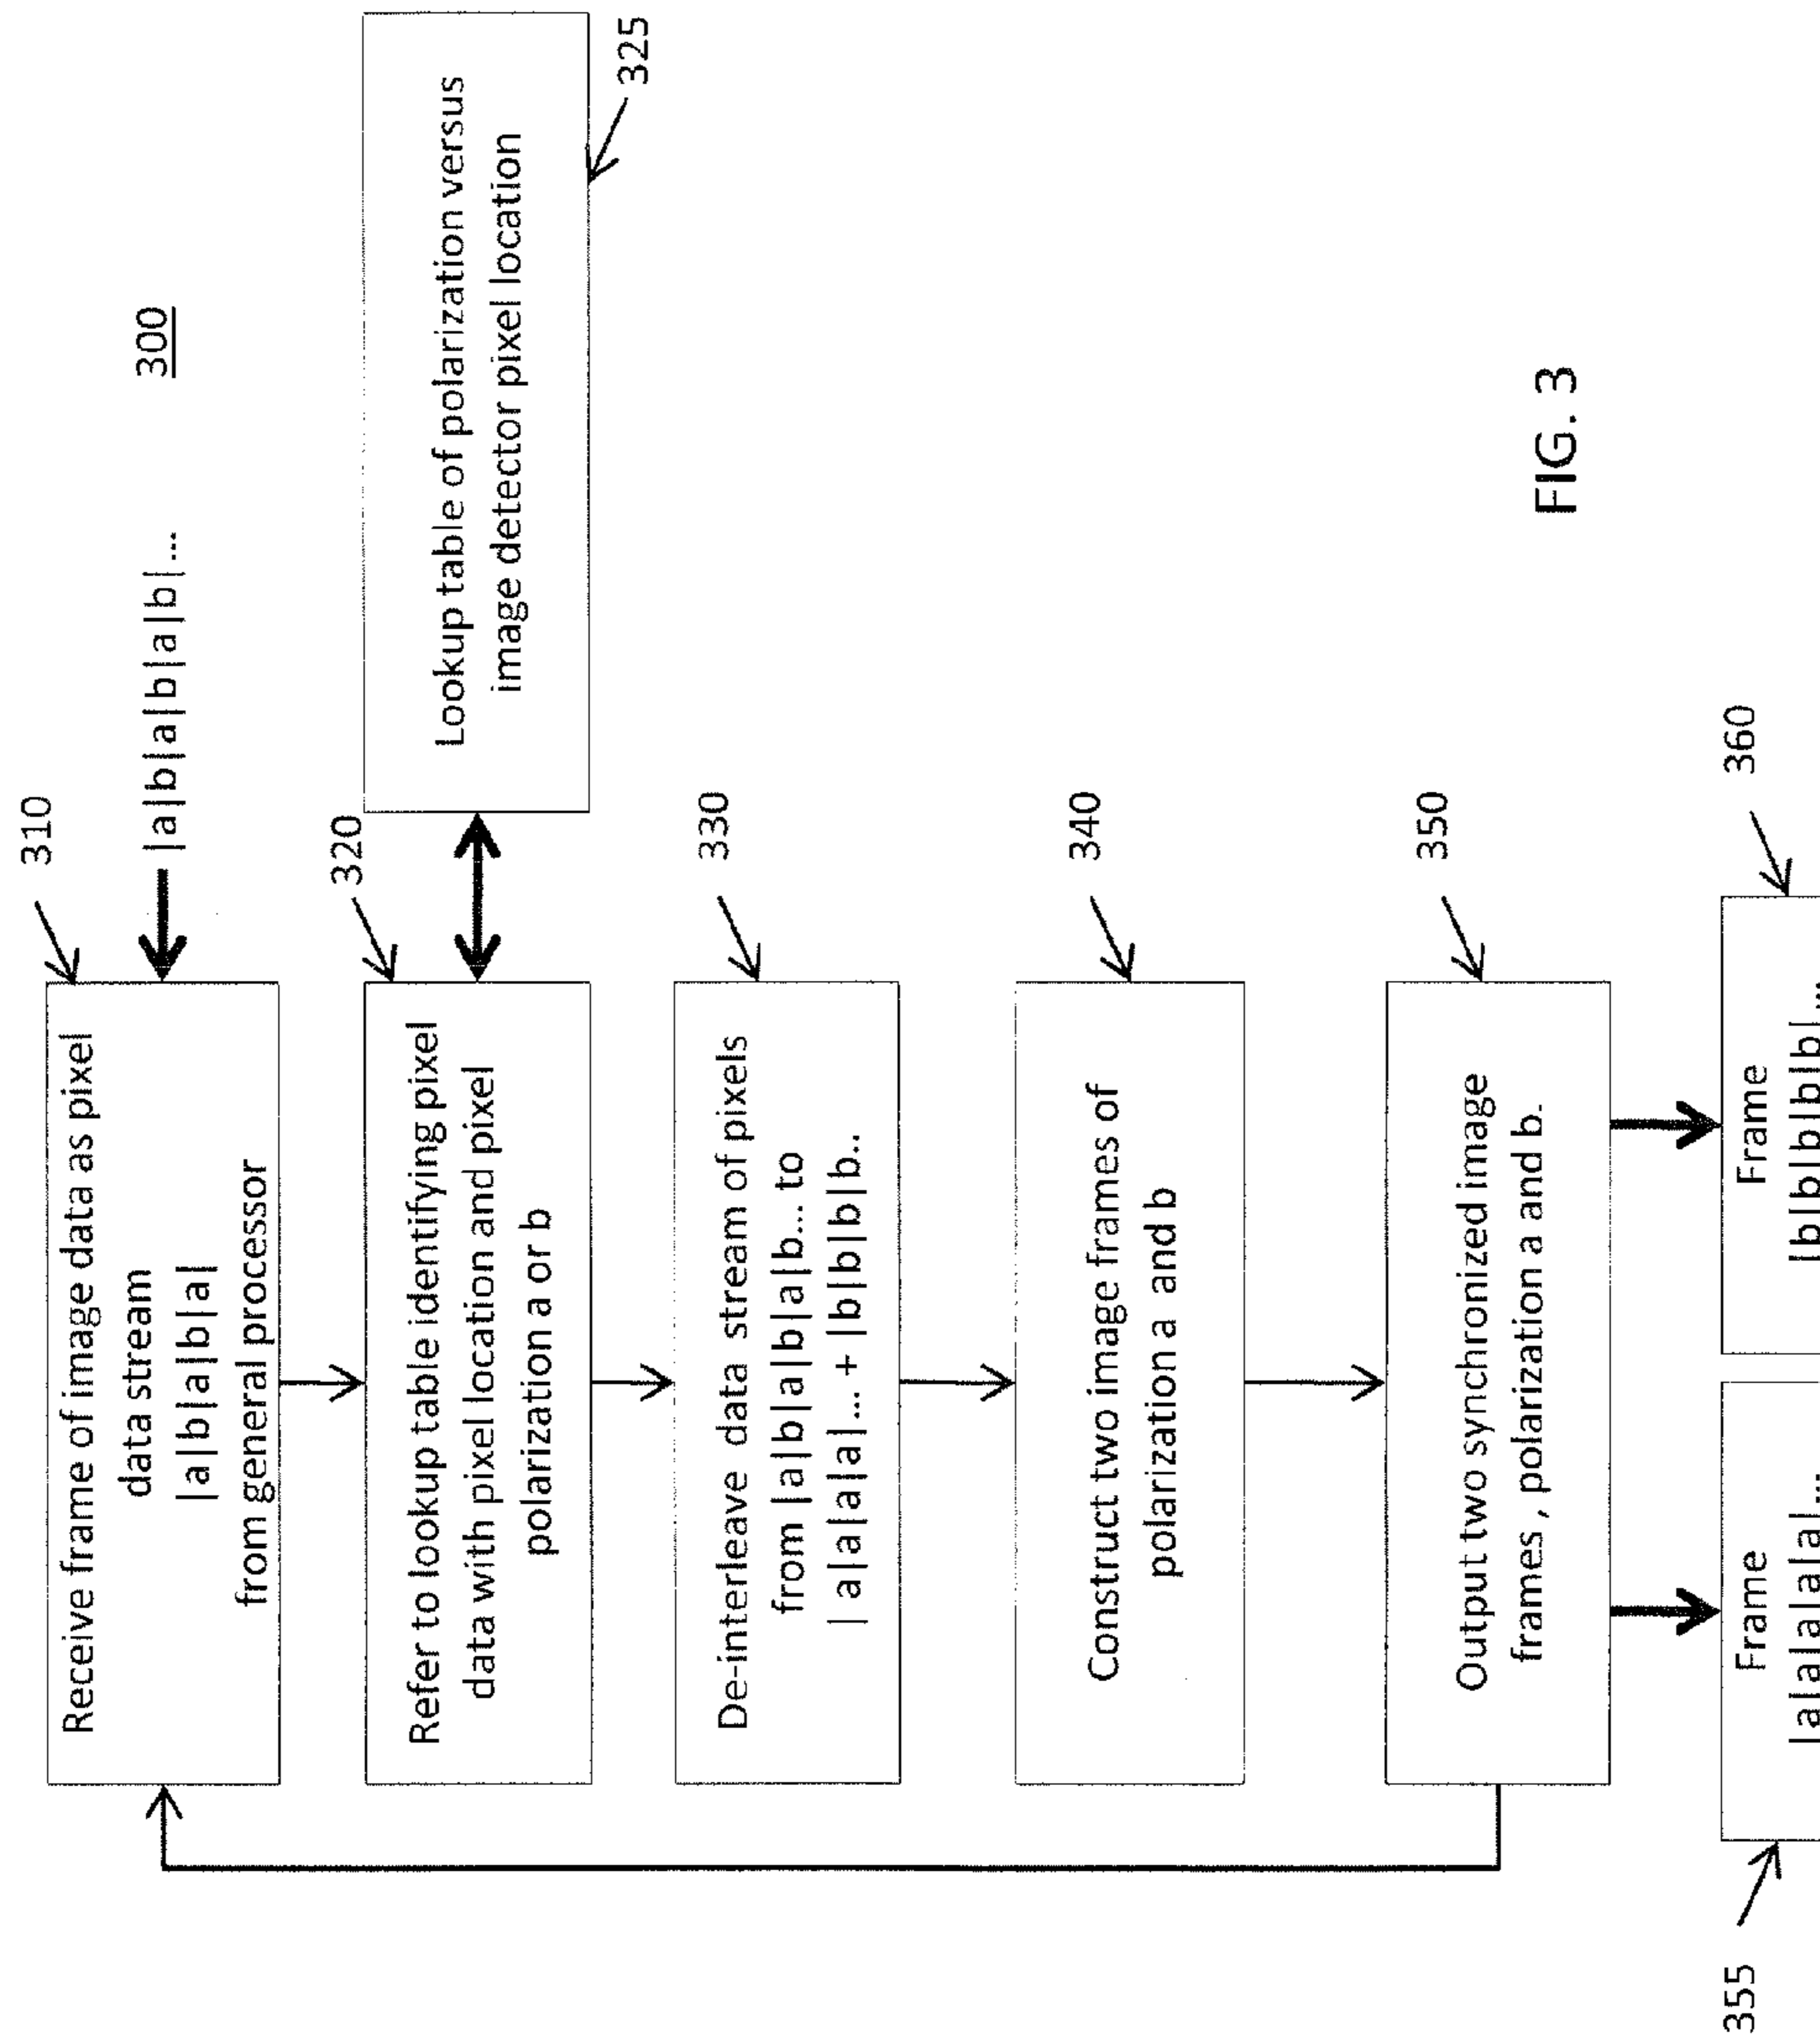 300
310
Receive frame of image data as pixel
data stream
|a|b|a|b|a|
from general processor
|a|b|a|b|a|b|...
320
Refer to lookup table identifying pixel
data with pixel location and pixel
polarization a or b
Lookup table of polarization versus
image detector pixel location
325
330
De-interleave data stream of pixels
from |a|b|a|b|a|b... to
|a|a|a|a|... + |b|b|b|b..
340
Construct two image frames of
polarization a and b
350
Output two synchronized image
frames , polarization a and b.
355
Frame
|a|a|a|a|a|...
360
Frame
|b|b|b|b|b|...
FIG. 3